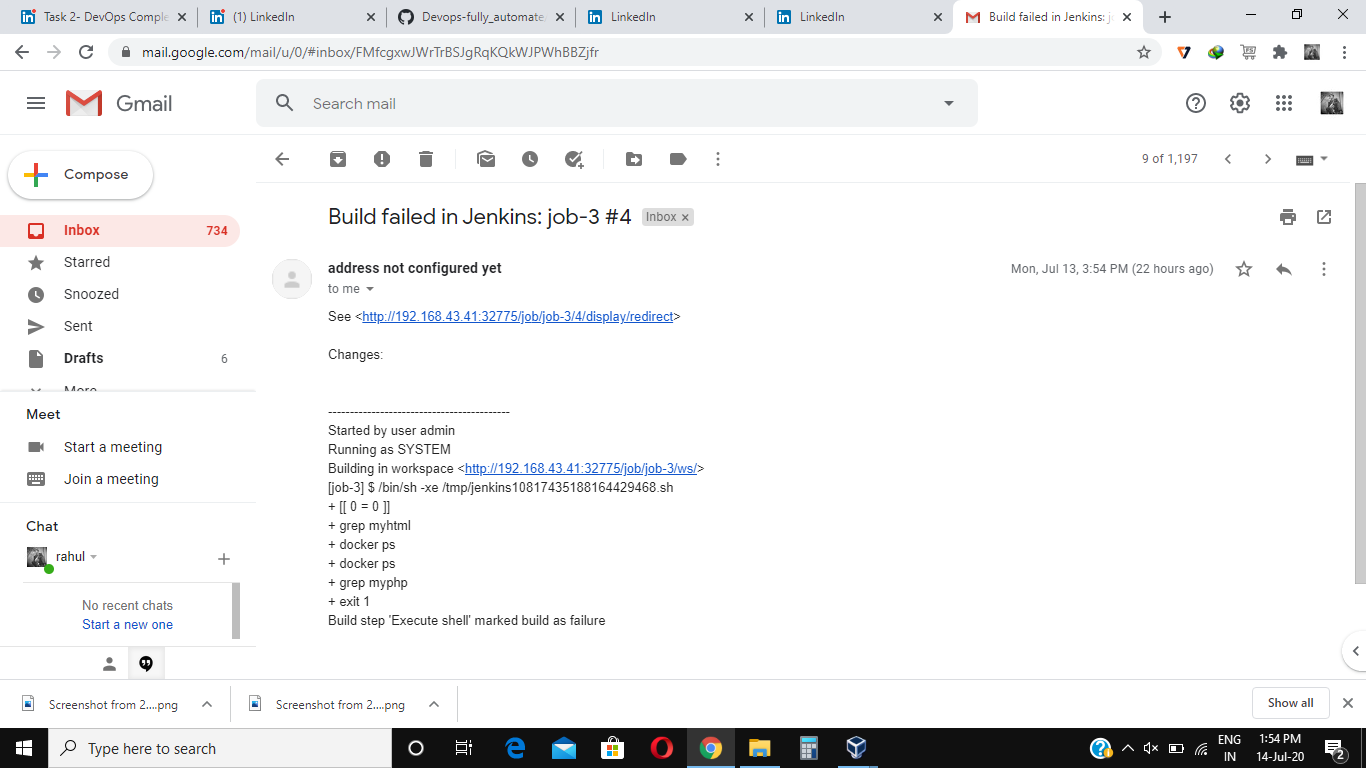 Task 2- DevOps Comple
(1) LinkedIn
Devops-fully_automate
LinkedIn
LinkedIn
Build failed in Jenkins: j
mail.google.com/mail/u/0/#inbox/FMfcgxwJWrTrBSJgRqKQkWJPWhBBZjfr
Gmail
Search mail
Compose
9 of 1,197
Inbox 734
Starred
Snoozed
Sent
Drafts 6
More
Meet
Start a meeting
Join a meeting
Chat
rahul
No recent chats
Start a new one
Build failed in Jenkins: job-3 #4 Inbox x
address not configured yet
Mon, Jul 13, 3:54 PM (22 hours ago)
to me
See <http://192.168.43.41:32775/job/job-3/4/display/redirect>
Changes:
------------------------------------------
Started by user admin
Running as SYSTEM
Building in workspace <http://192.168.43.41:32775/job/job-3/ws/>
[job-3] $ /bin/sh -xe /tmp/jenkins10817435188164429468.sh
+ [[ 0 = 0 ]]
+ grep myhtml
+ docker ps
+ docker ps
+ grep myphp
+ exit 1
Build step 'Execute shell' marked build as failure
Screenshot from 2....png
Screenshot from 2....png
Show all
Type here to search
ENG
IN
1:54 PM
14-Jul-20
2